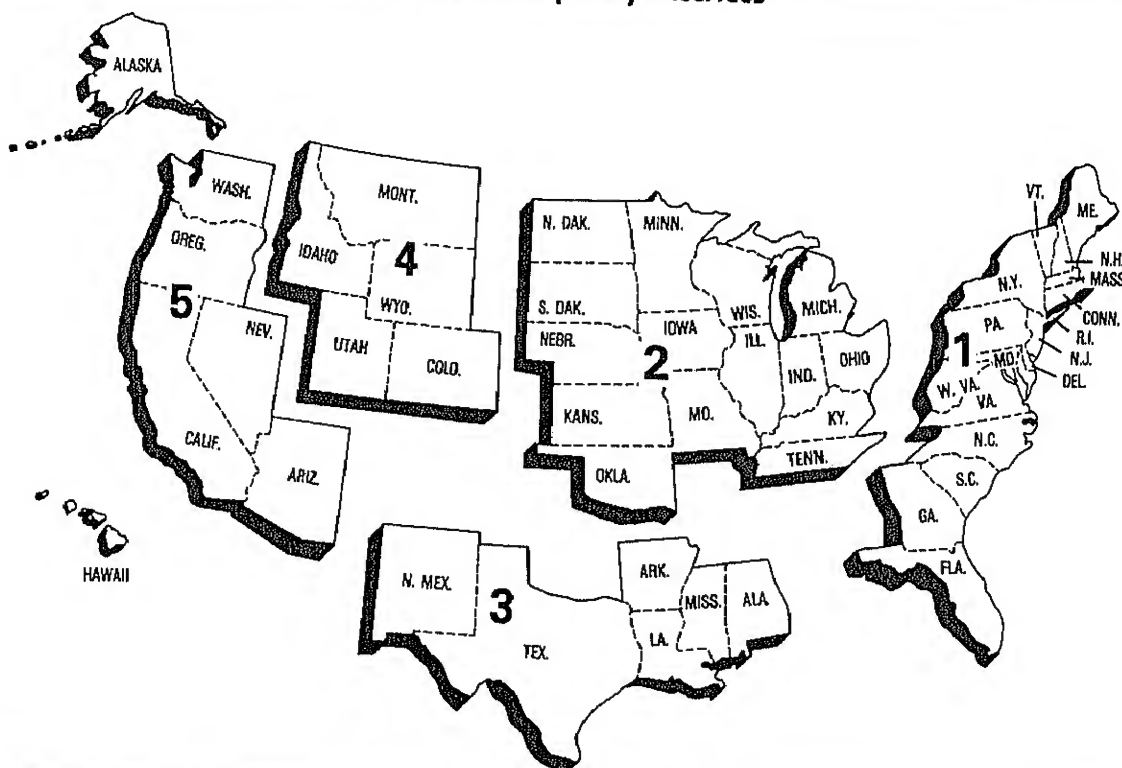 ALASKA
WASH.
OREG.
5
NEV.
CALIF.
ARIZ.
HAWAII
MONT.
IDAHO
4
WYO.
UTAH
COLO.
N. DAK.
MINN.
S. DAK.
WIS.
MICH.
NEBR.
IOWA
ILL.
2
IND.
OHIO
KANS.
MO.
KY.
OKLA.
TENN.
N. MEX.
3
TEX.
ARK.
MISS.
ALA.
LA.
VT.
ME.
N.H.
MASS
N.Y.
CONN.
R.I.
PA.
N.J.
1
MD.
DEL.
W. VA.
VA.
N.C.
S.C.
GA.
FLA.